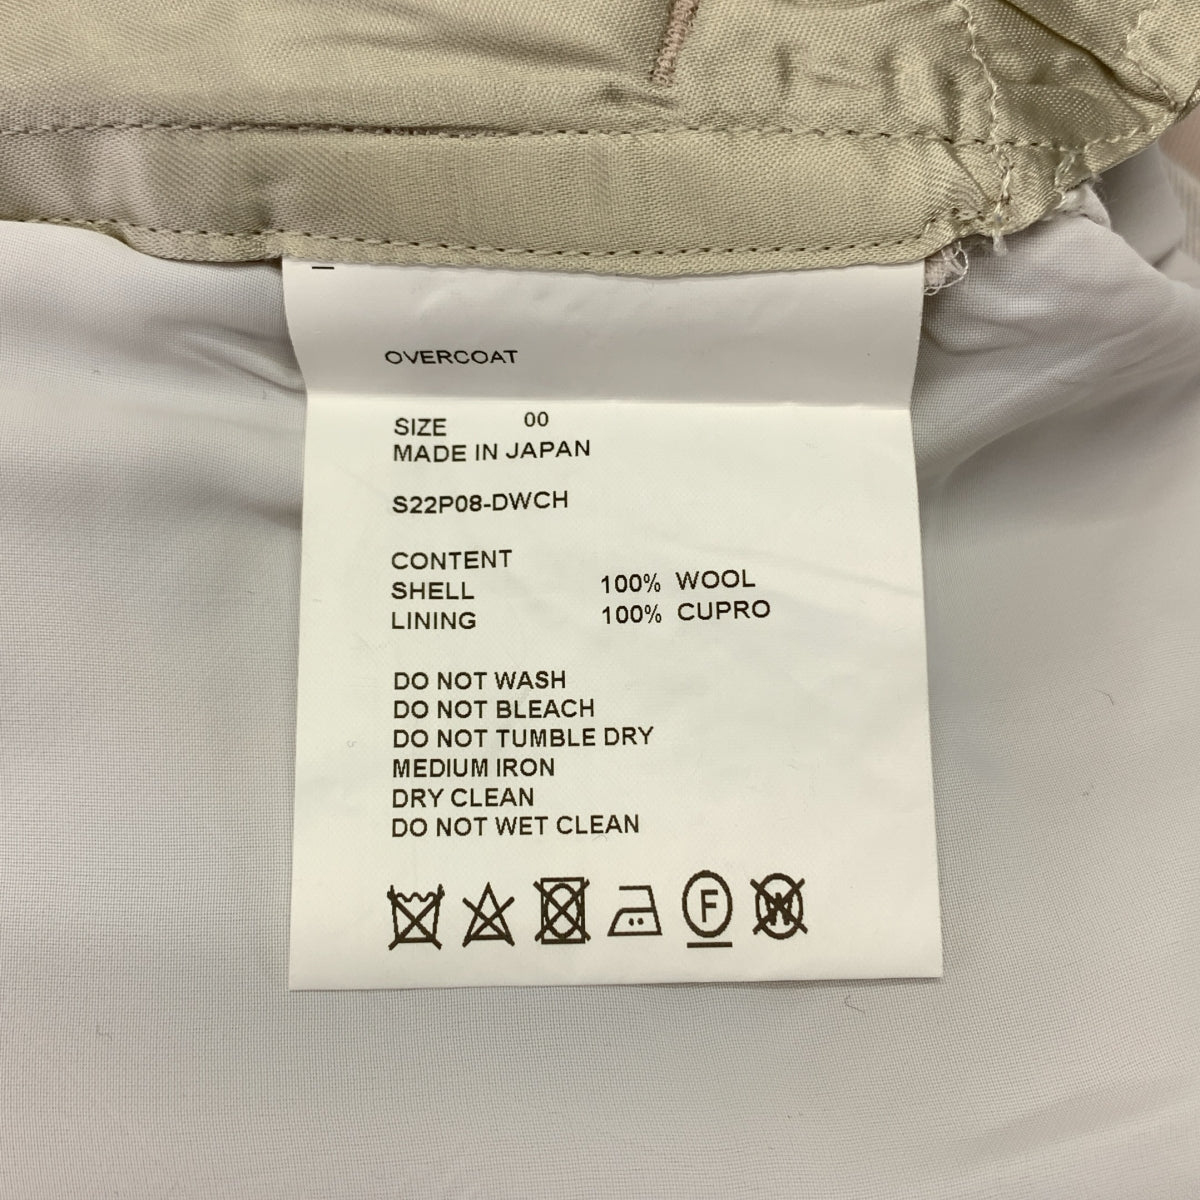 OVERCOAT
SIZE 00
MADE IN JAPAN
S22P08-DWCH
CONTENT
SHELL 100% WOOL
LINING 100% CUPRO
DO NOT WASH
DO NOT BLEACH
DO NOT TUMBLE DRY
MEDIUM IRON
DRY CLEAN
DO NOT WET CLEAN
F W